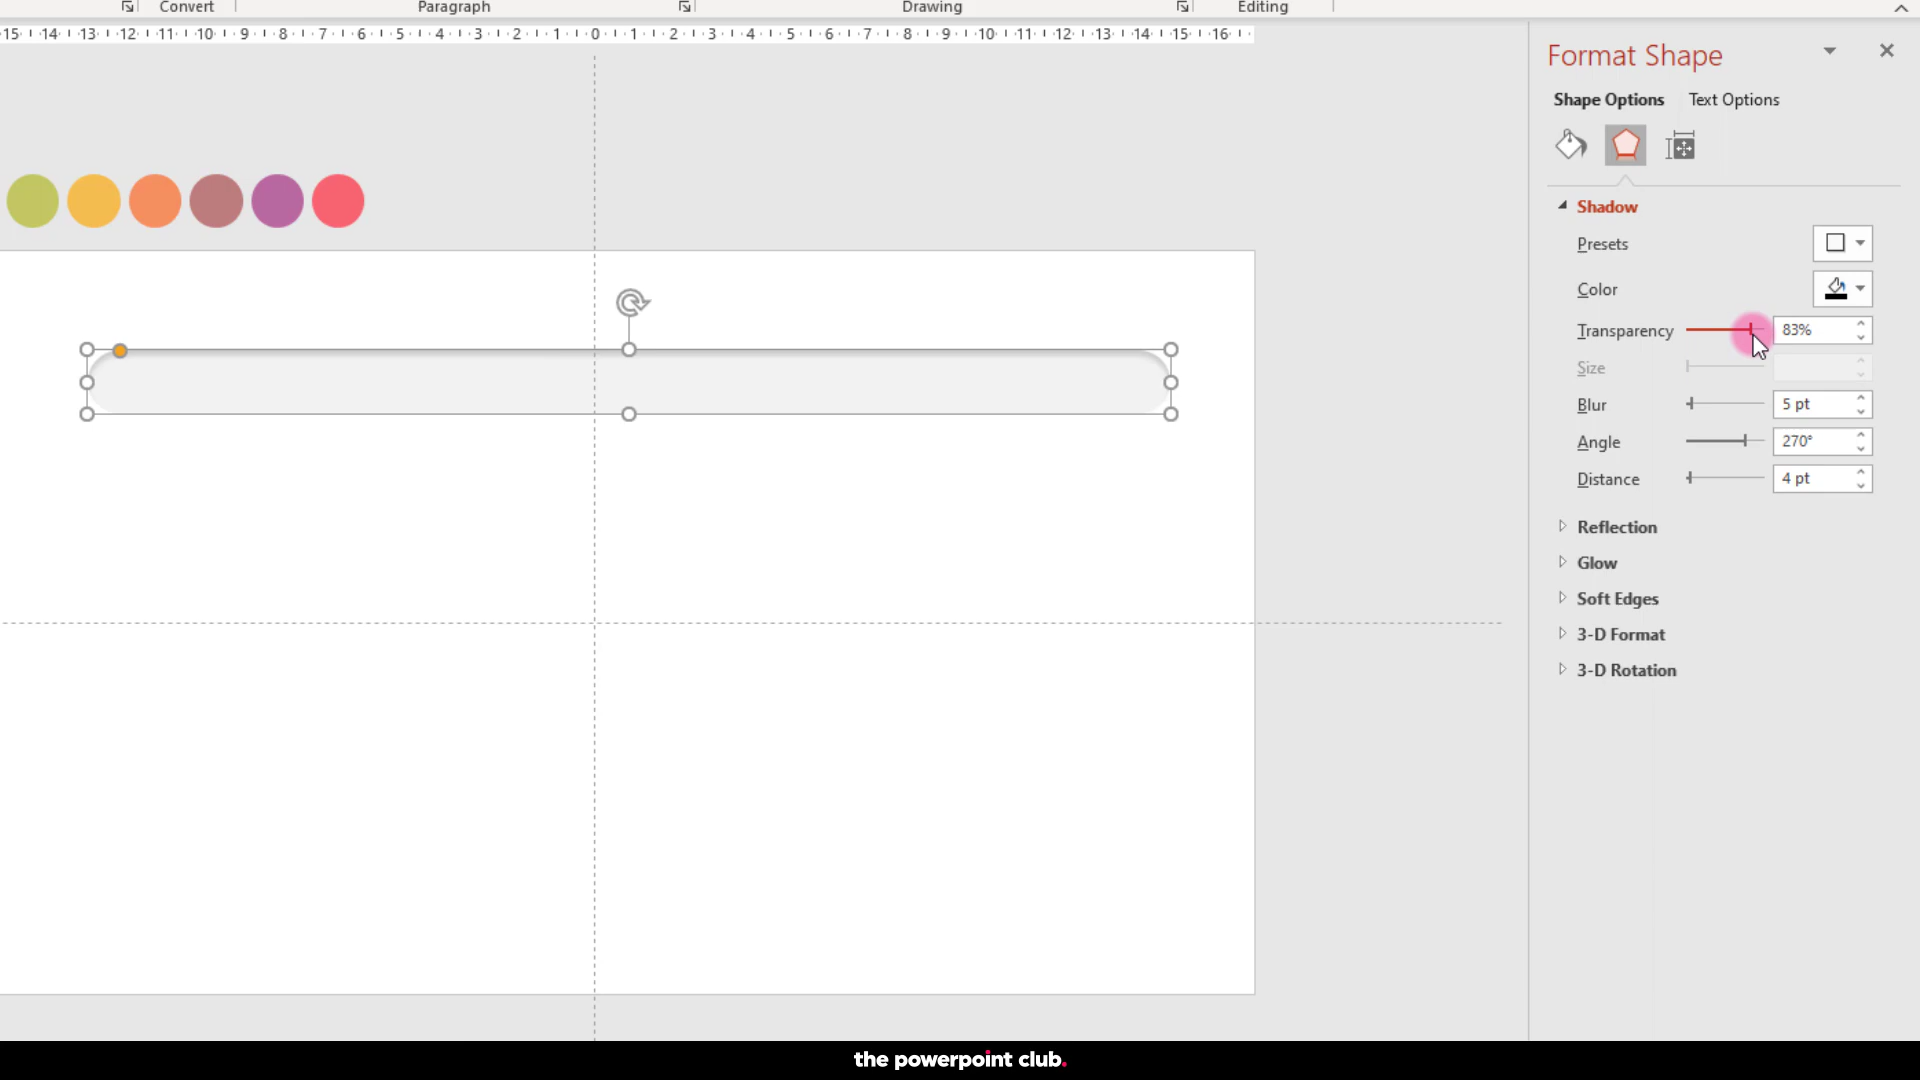 Convert Paragraph Drawing Editing
15 14 13 12 11 10 9 8 7 6 5 4 3 2 1 0 1 2 3 4 5 6 7 8 9 10 11 12 13 14 15 16
Format Shape
Shape Options Text Options
Shadow
Presets
Color
Transparency 83%
Size
Blur 5 pt
Angle 270°
Distance 4 pt
Reflection
Glow
Soft Edges
3-D Format
3-D Rotation
the powerpoint club.